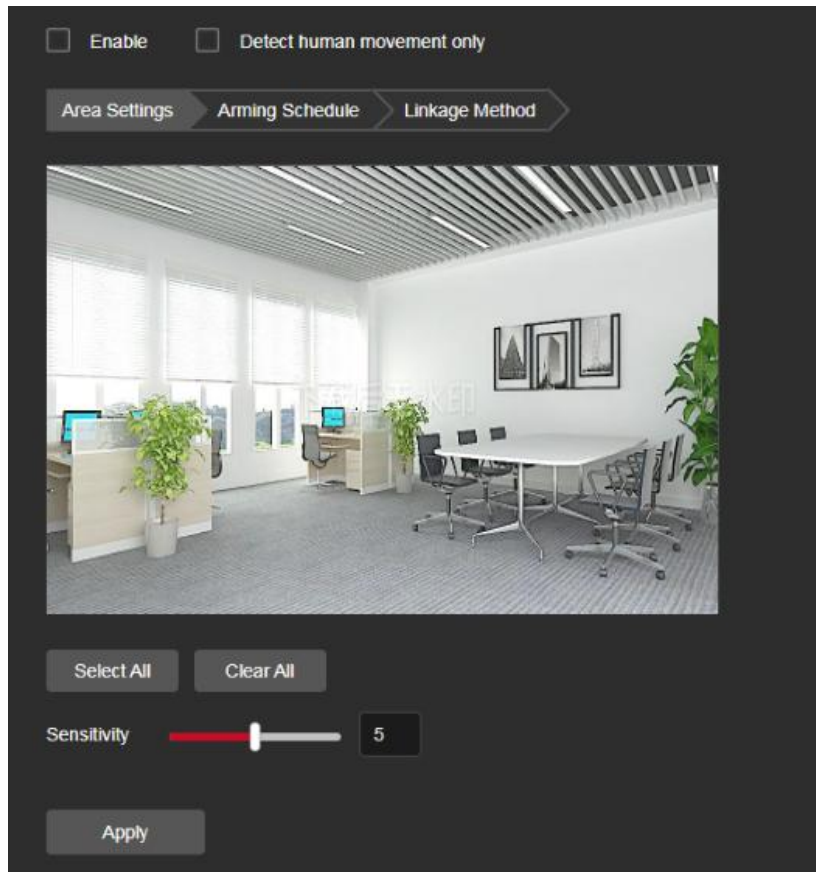 Enable
Detect human movement only
Area Settings
Arming Schedule
Linkage Method
Select All
Clear All
Sensitivity
5
Apply